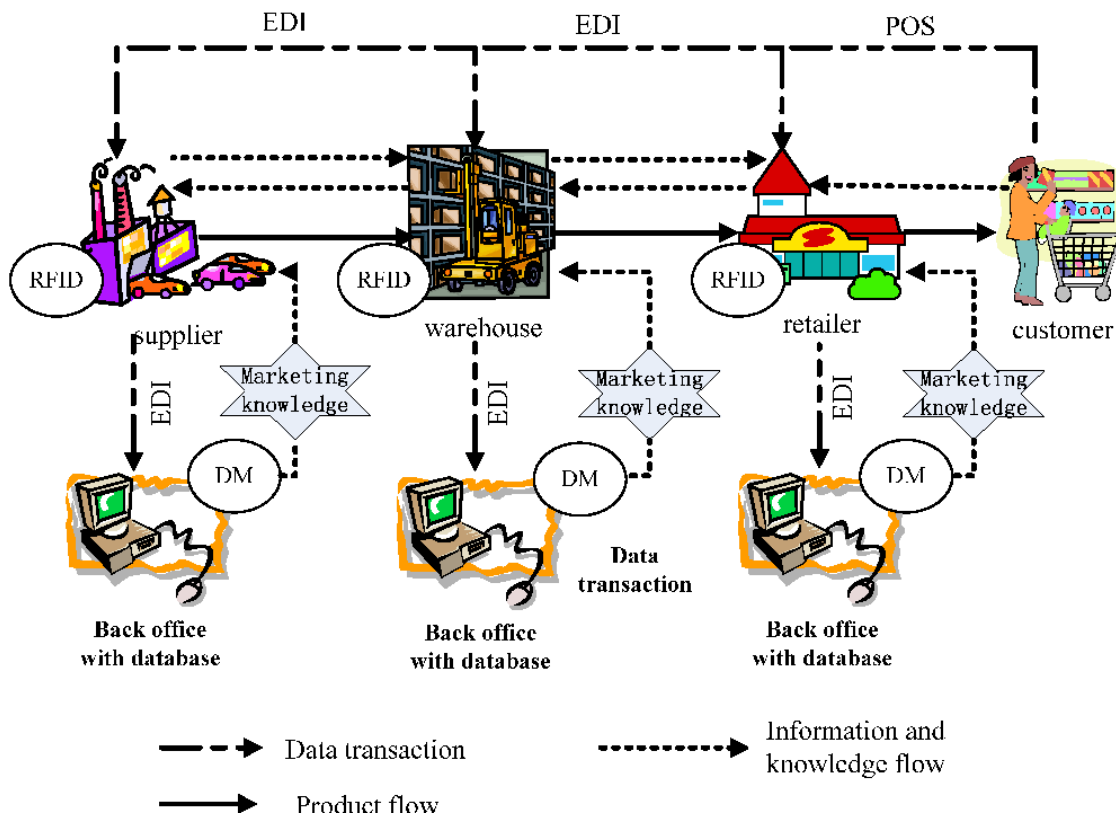 EDI
EDI
POS
RFID
RFID
RFID
supplier
warehouse
retailer
customer
EDI
Marketing
knowledge
EDI
Marketing
knowledge
EDI
Marketing
knowledge
DM
DM
DM
Data
transaction
Back office
with database
Back office
with database
Back office
with database
Data transaction
Information and
knowledge flow
Product flow